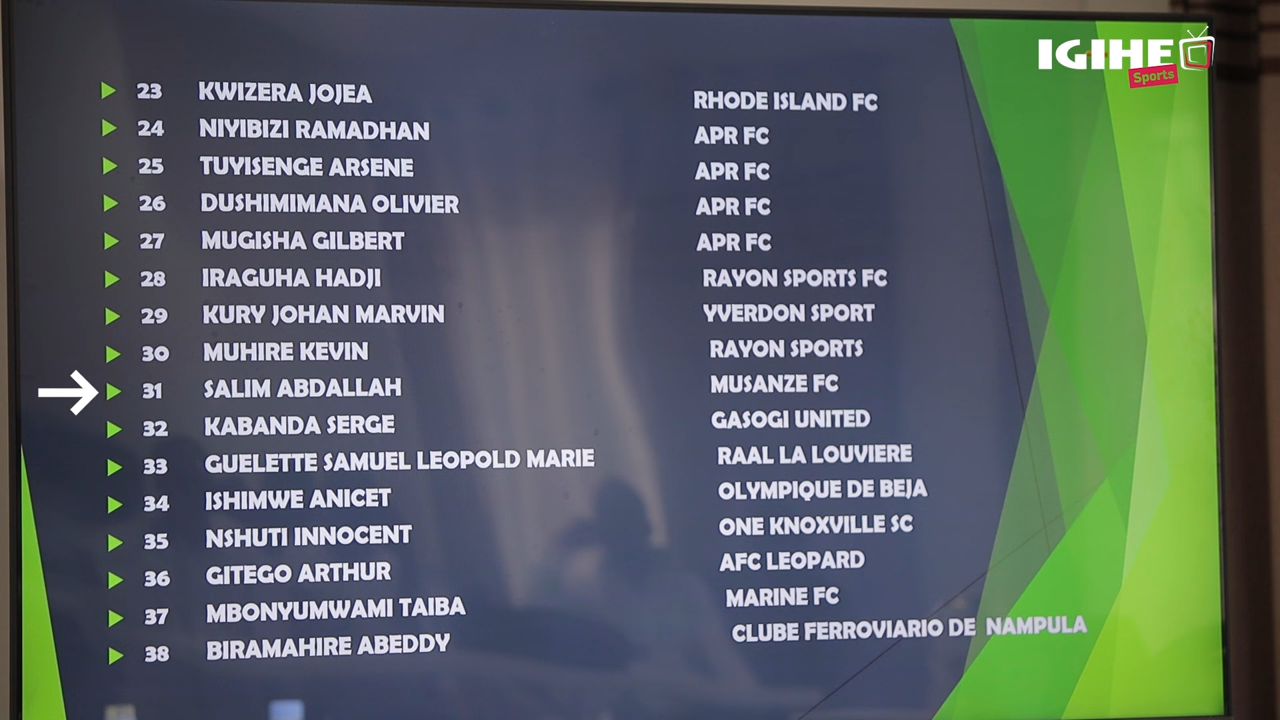 IGIHE
Sports
23 KWIZERA JOJEA RHODE ISLAND FC
24 NIYIBIZI RAMADHAN APR FC
25 TUYISENGE ARSENE APR FC
26 DUSHIMIMANA OLIVIER APR FC
27 MUGISHA GILBERT APR FC
28 IRAGUHA HADJI RAYON SPORTS FC
29 KURY JOHAN MARVIN YVERDON SPORT
30 MUHIRE KEVIN RAYON SPORTS
31 SALIM ABDALLAH MUSANZE FC
32 KABANDA SERGE GASOGI UNITED
33 GUELETTE SAMUEL LEOPOLD MARIE RAAL LA LOUVIERE
34 ISHIMWE ANICET OLYMPIQUE DE BEJA
35 NSHUTI INNOCENT ONE KNOXVILLE SC
36 GITEGO ARTHUR AFC LEOPARD
37 MBONYUMWAMI TAIBA MARINE FC
38 BIRAMAHIRE ABEDDY CLUBE FERROVIARIO DE NAMPULA